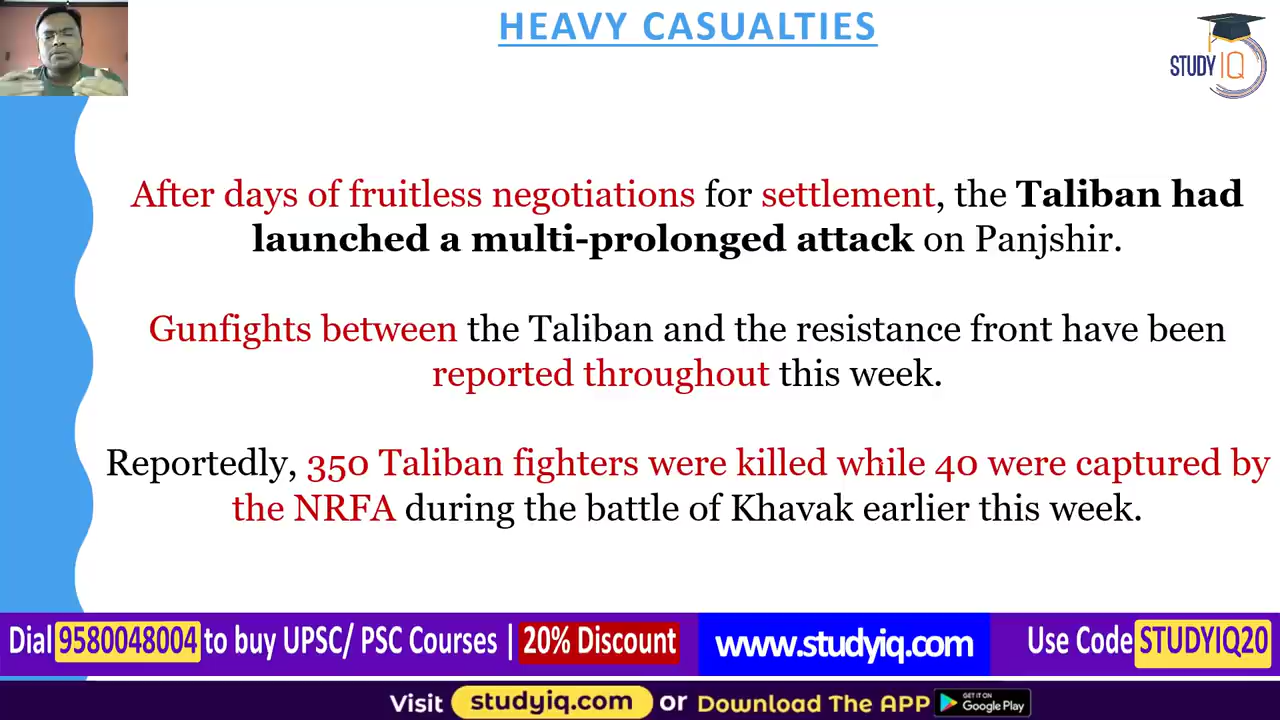 HEAVY CASUALTIES
STUDY IQ
After days of fruitless negotiations for settlement, the Taliban had
launched a multi-prolonged attack on Panjshir.
Gunfights between the Taliban and the resistance front have been
reported throughout this week.
Reportedly, 350 Taliban fighters were killed while 40 were captured by
the NRFA during the battle of Khavak earlier this week.
Dial 9580048004 to buy UPSC/ PSC Courses | 20% Discount
www.studyiq.com
Use Code STUDYIQ20
Visit studyiq.com or Download The APP
GET IT ON
Google Play